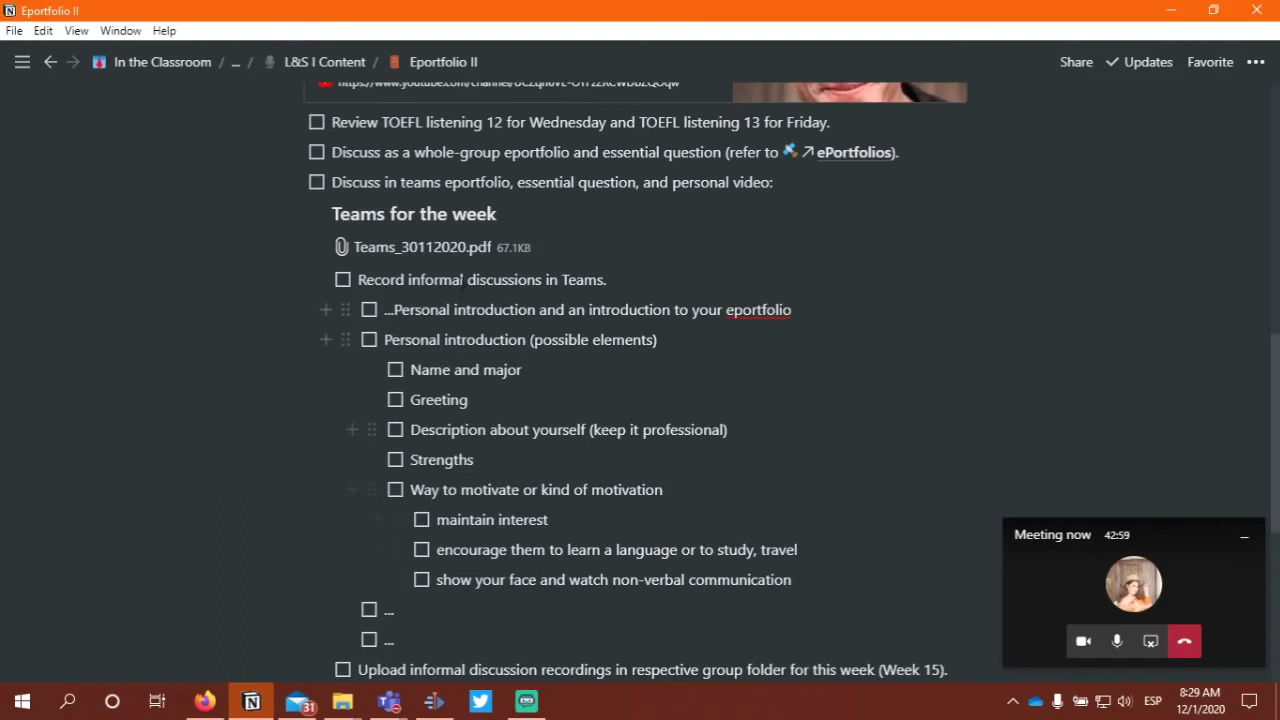 Eportfolio II
File Edit View Window Help
In the Classroom / ... / L&S I Content / Eportfolio II Share Updates Favorite
Review TOEFL listening 12 for Wednesday and TOEFL listening 13 for Friday.
Discuss as a whole-group eportfolio and essential question (refer to ePortfolios).
Discuss in teams eportfolio, essential question, and personal video:
Teams for the week
Teams_30112020.pdf 67.1KB
Record informal discussions in Teams.
...Personal introduction and an introduction to your eportfolio
Personal introduction (possible elements)
Name and major
Greeting
Description about yourself (keep it professional)
Strengths
Way to motivate or kind of motivation
maintain interest
encourage them to learn a language or to study, travel
show your face and watch non-verbal communication
...
...
Upload informal discussion recordings in respective group folder for this week (Week 15).
Meeting now 42:59
31
ESP
8:29 AM
12/1/2020